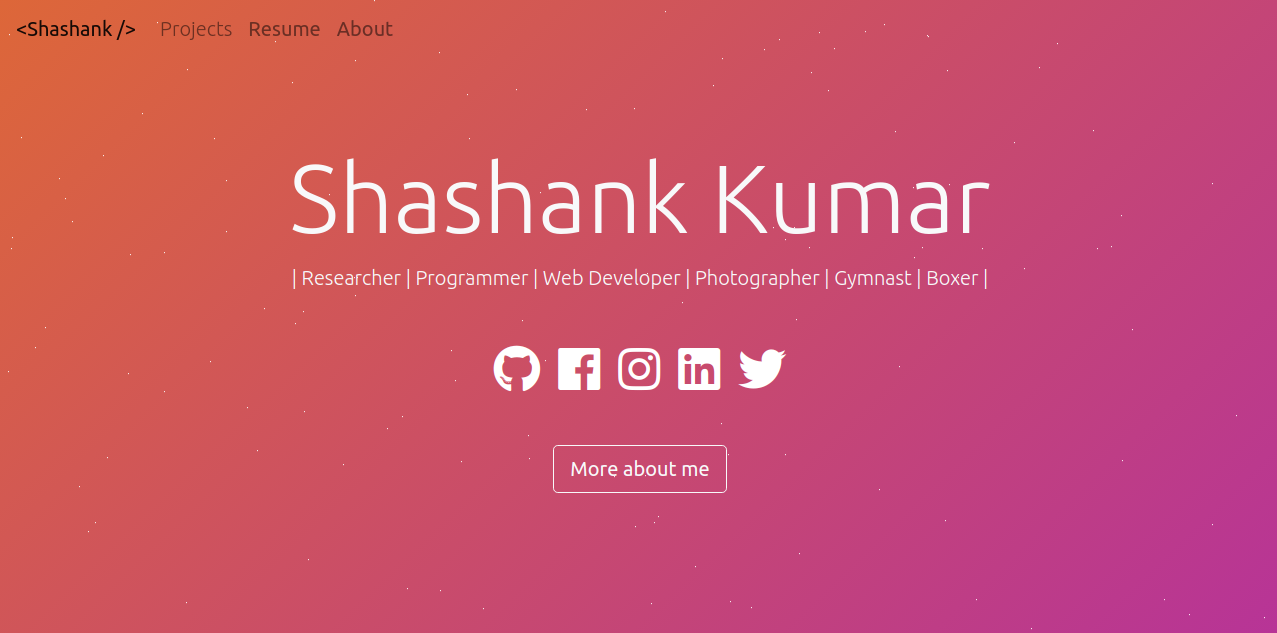 <Shashank /> Projects Resume About
Shashank Kumar
| Researcher | Programmer | Web Developer | Photographer | Gymnast | Boxer |
More about me